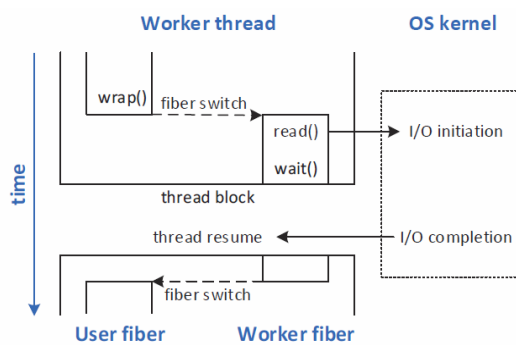 Worker thread
OS kernel
wrap()
fiber switch
read()
I/O initiation
wait()
thread block
time
thread resume
I/O completion
fiber switch
User fiber
Worker fiber